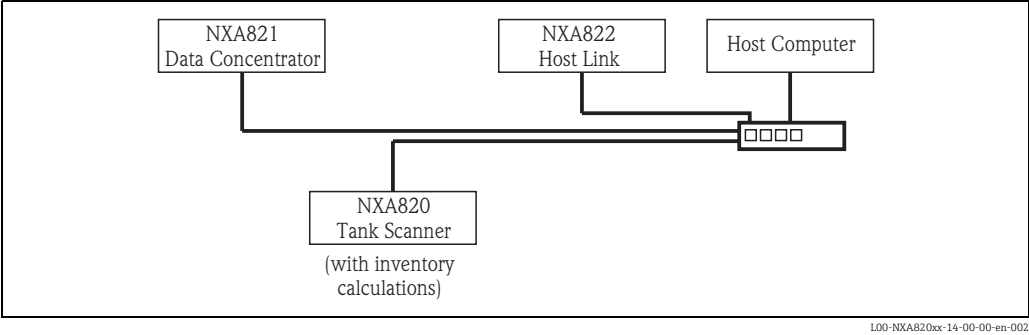 NXA821
Data Concentrator
NXA822
Host Link
Host Computer
NXA820
Tank Scanner
(with inventory
calculations)
L00-NXA820xx-14-00-00-en-002